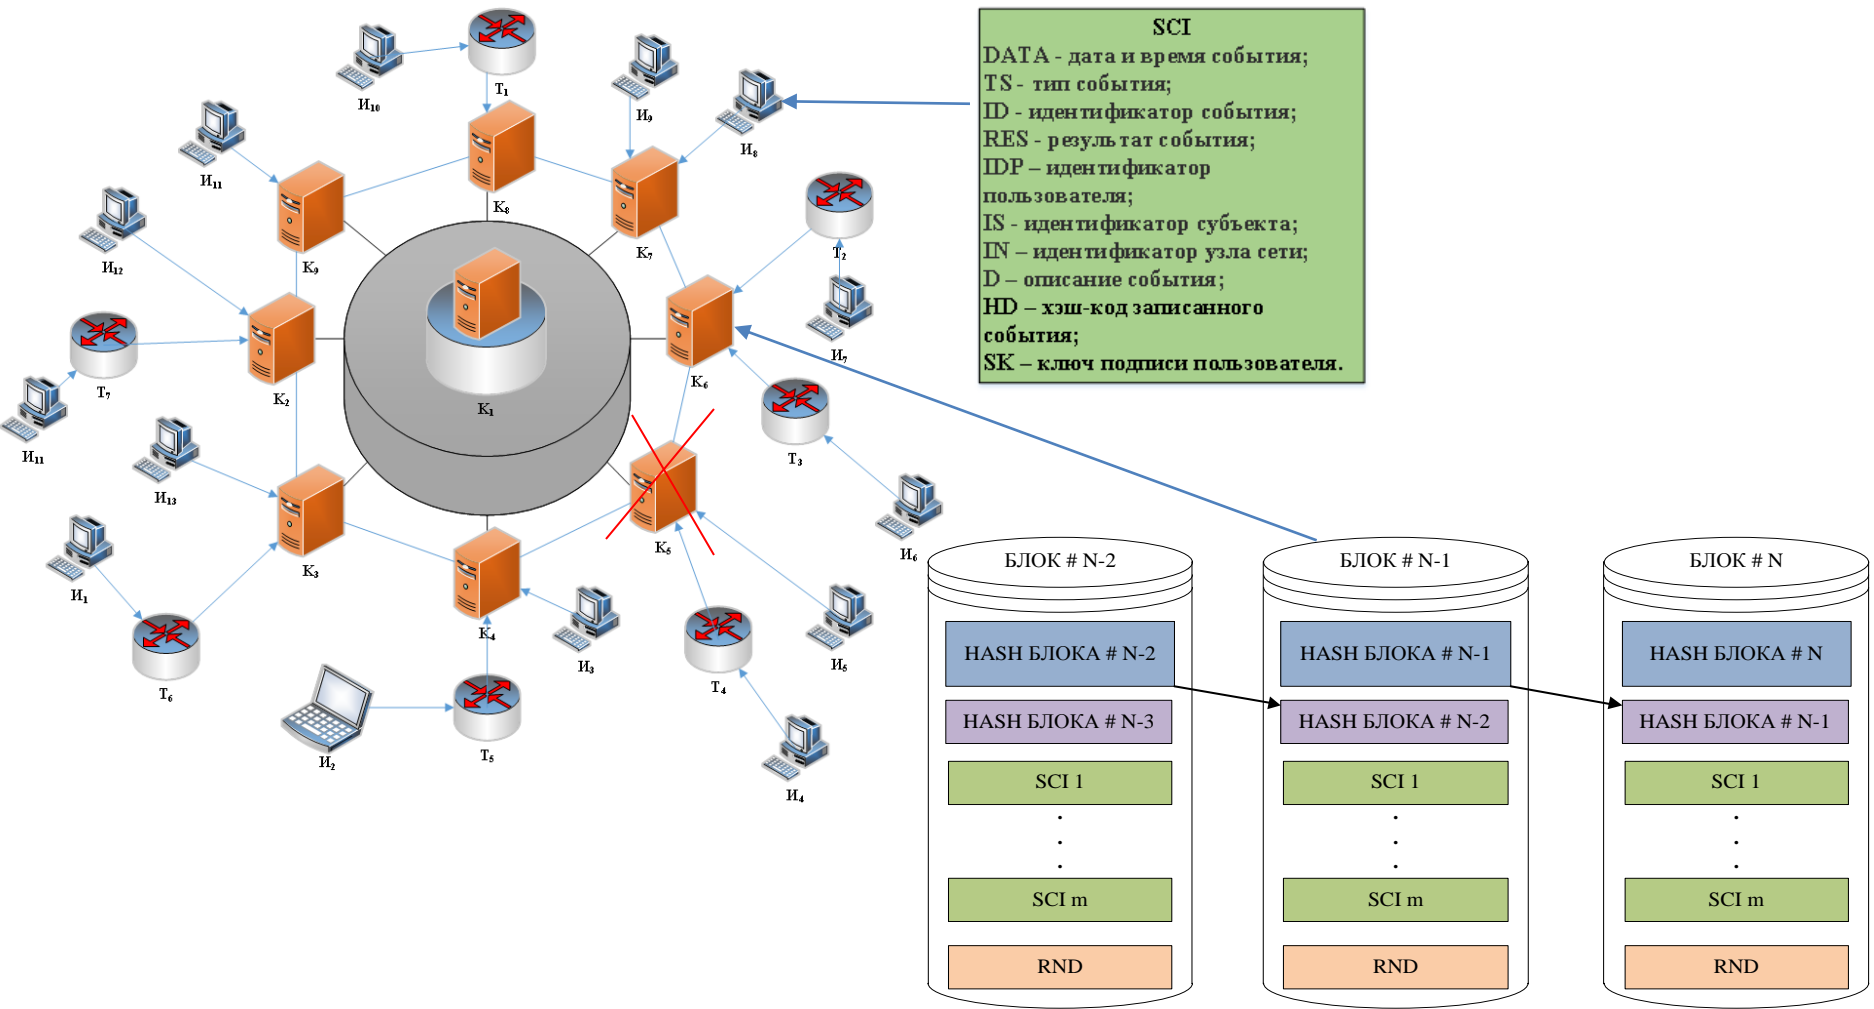 SCI
DATA - дата и время события;
TS - тип события;
ID - идентификатор события;
RES - результат события;
IDP – идентификатор
пользователя;
IS - идентификатор субъекта;
IN – идентификатор узла сети;
D – описание события;
HD – хэш-код записанного
события;
SK – ключ подписи пользователя.
T₁
И₁₀
И₉
И₈
И₁₁
K₈
K₇
T₂
K₉
И₁₂
И₇
K₆
T₇
K₂
K₁
И₁₁
T₃
И₁₃
K₅
И₆
K₃
И₁
K₄
И₃
И₅
T₄
T₆
T₅
И₂
И₄
БЛОК # N-2
HASH БЛОКА # N-2
HASH БЛОКА # N-3
SCI 1
.
.
.
SCI m
RND
БЛОК # N-1
HASH БЛОКА # N-1
HASH БЛОКА # N-2
SCI 1
.
.
.
SCI m
RND
БЛОК # N
HASH БЛОКА # N
HASH БЛОКА # N-1
SCI 1
.
.
.
SCI m
RND